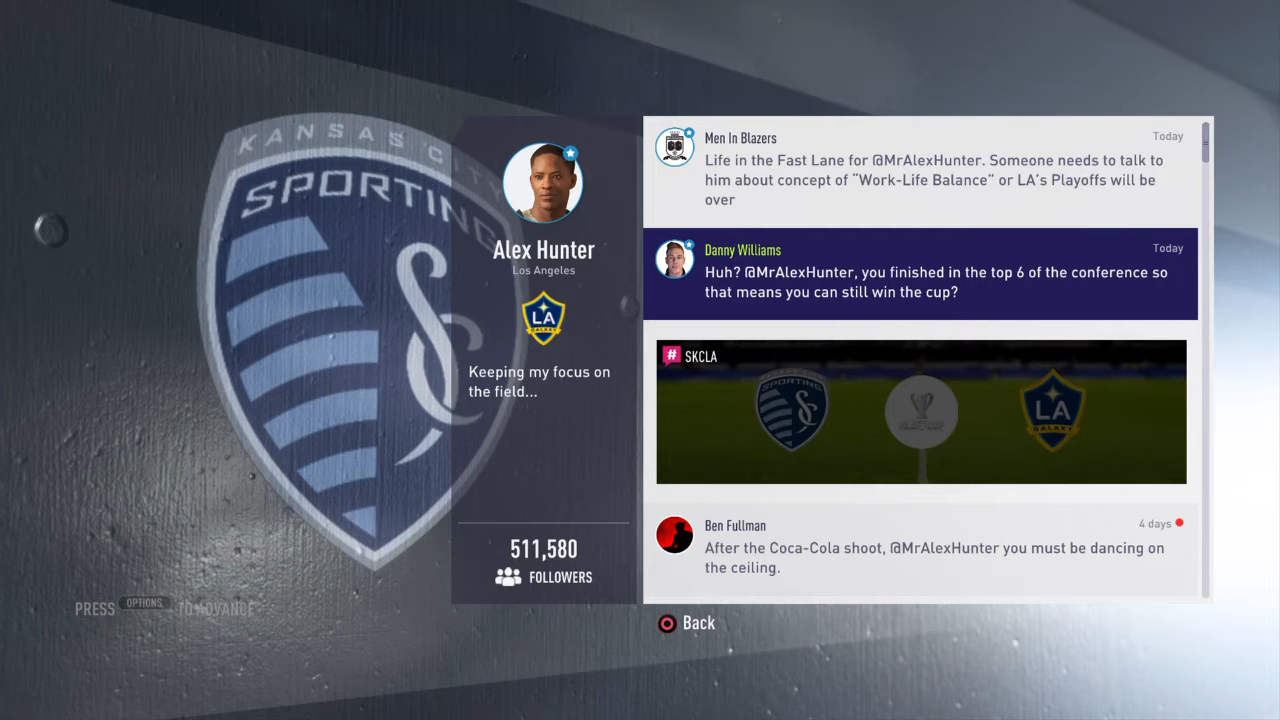 KANSAS CITY
SPORTING
Alex Hunter
Los Angeles
LA
GALAXY
Keeping my focus on
the field...
511,580
FOLLOWERS
PRESS OPTIONS TO ADVANCE
Men In Blazers
Today
Life in the Fast Lane for @MrAlexHunter. Someone needs to talk to
him about concept of “Work-Life Balance” or LA's Playoffs will be
over
Danny Williams
Today
Huh? @MrAlexHunter, you finished in the top 6 of the conference so
that means you can still win the cup?
# SKCLA
SPORTING
LA
GALAXY
Ben Fullman
4 days
After the Coca-Cola shoot, @MrAlexHunter you must be dancing on
the ceiling.
Back